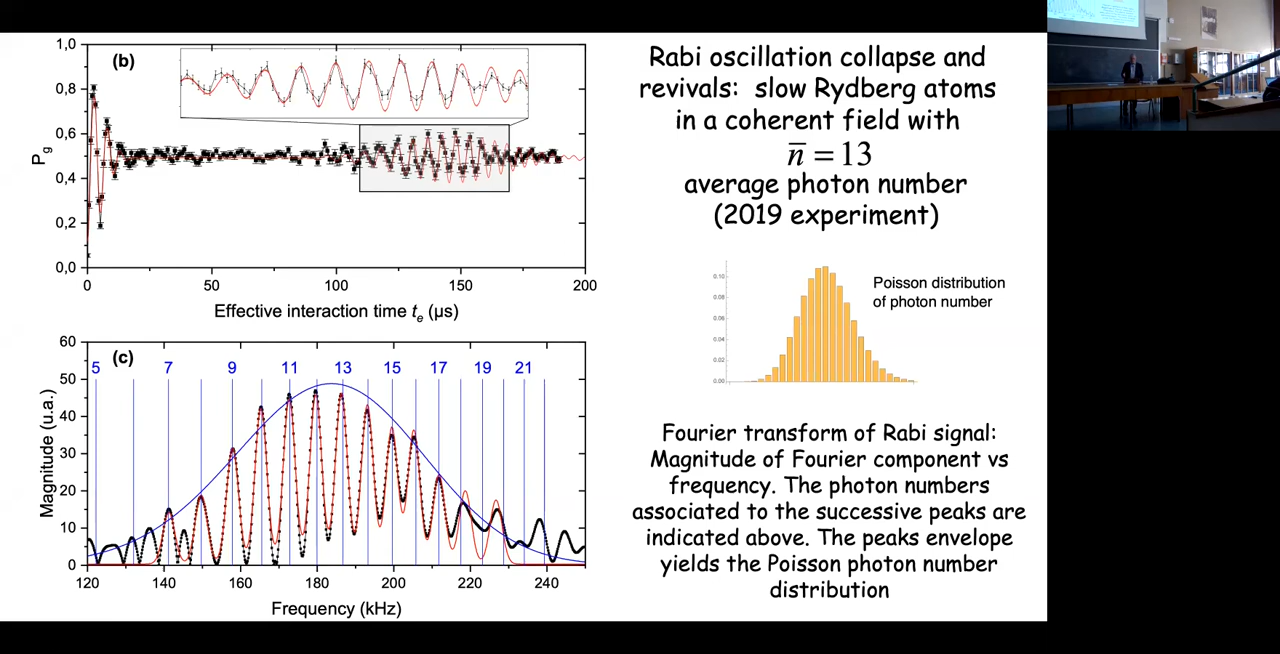 (b)
1,0
0,8
0,6
0,4
0,2
0,0
P_g
0
50
100
150
200
Effective interaction time t_e (µs)
(c)
60
50
40
30
20
10
0
Magnitude (u.a.)
5
7
9
11
13
15
17
19
21
120
140
160
180
200
220
240
Frequency (kHz)
Rabi oscillation collapse and
revivals: slow Rydberg atoms
in a coherent field with
n̅ = 13
average photon number
(2019 experiment)
0.10
0.08
0.06
0.04
0.02
0.00
Poisson distribution
of photon number
Fourier transform of Rabi signal:
Magnitude of Fourier component vs
frequency. The photon numbers
associated to the successive peaks are
indicated above. The peaks envelope
yields the Poisson photon number
distribution